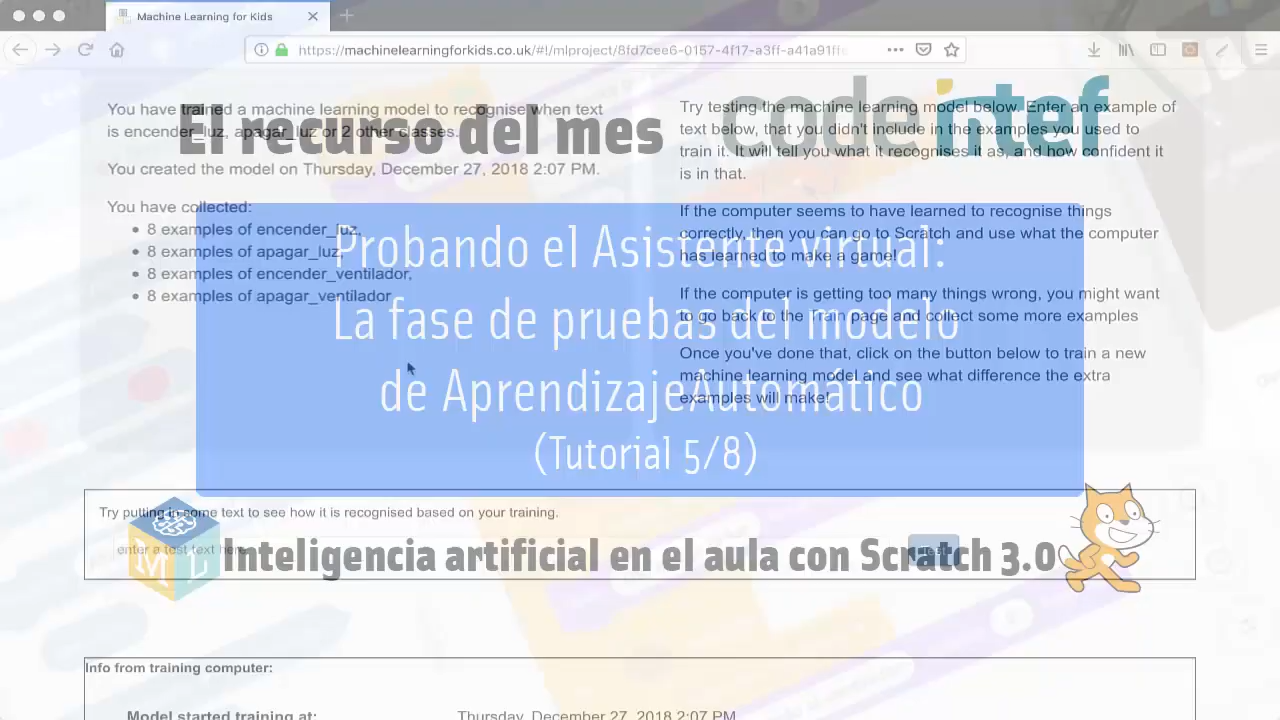 Machine Learning for Kids
https://machinelearningforkids.co.uk/#!/mlproject/8fd7cee6-0157-4f17-a3ff-a41a91ffe
El recurso del mes
code intef
You have trained a machine learning model to recognise when text
is encender_luz, apagar_luz or 2 other classes.
You created the model on Thursday, December 27, 2018 2:07 PM.
You have collected:
8 examples of encender_luz,
8 examples of apagar_luz,
8 examples of encender_ventilador,
8 examples of apagar_ventilador
Try testing the machine learning model below. Enter an example of
text below, that you didn't include in the examples you used to
train it. It will tell you what it recognises it as, and how confident it
is in that.
If the computer seems to have learned to recognise things
correctly, then you can go to Scratch and use what the computer
has learned to make a game!
If the computer is getting too many things wrong, you might want
to go back to the Train page and collect some more examples
Once you've done that, click on the button below to train a new
machine learning model and see what difference the extra
examples will make!
Probando el Asistente virtual:
La fase de pruebas del modelo
de AprendizajeAutomático
(Tutorial 5/8)
Try putting in some text to see how it is recognised based on your training.
enter a test text here
Test
ML
Inteligencia artificial en el aula con Scratch 3.0
Info from training computer:
Model started training at:
Thursday, December 27, 2018 2:07 PM